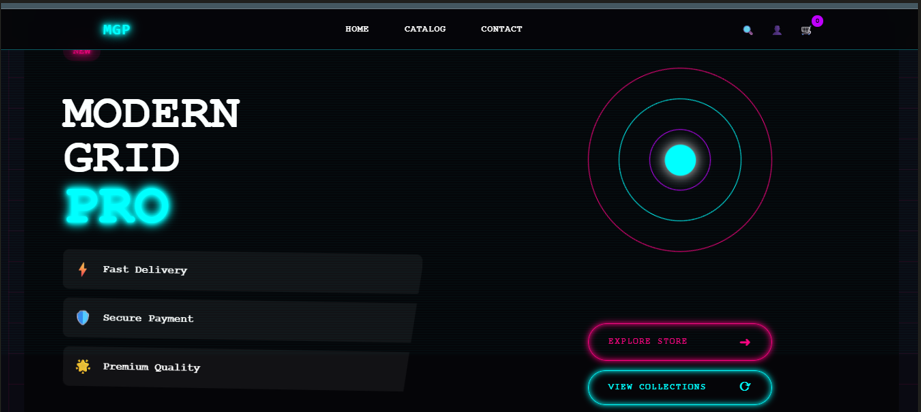 MGP
HOME
CATALOG
CONTACT
0
NEW
MODERN
GRID
PRO
Fast Delivery
Secure Payment
Premium Quality
EXPLORE STORE
VIEW COLLECTIONS